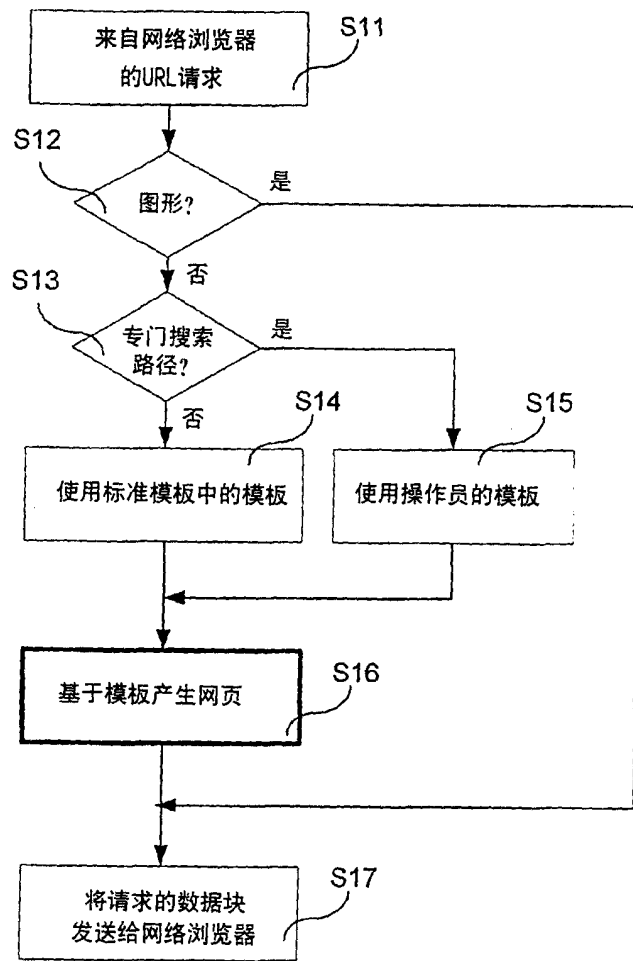 来自网络浏览器
的URL请求
S11
S12
图形?
是
否
S13
专门搜索
路径?
是
否
S14
S15
使用标准模板中的模板
使用操作员的模板
基于模板产生网页
S16
将请求的数据块
发送给网络浏览器
S17